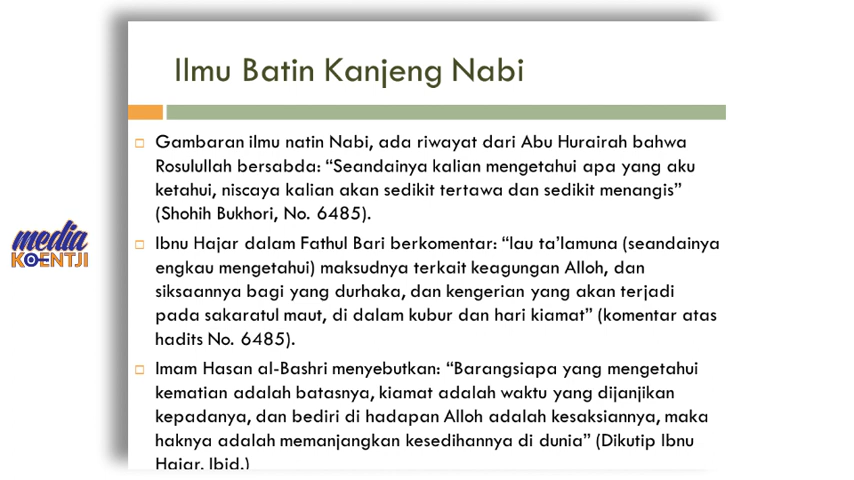 Ilmu Batin Kanjeng Nabi
Gambaran ilmu natin Nabi, ada riwayat dari Abu Hurairah bahwa
Rosulullah bersabda: “Seandainya kalian mengetahui apa yang aku
ketahui, niscaya kalian akan sedikit tertawa dan sedikit menangis”
(Shohih Bukhori, No. 6485).
Ibnu Hajar dalam Fathul Bari berkomentar: “lau ta’lamuna (seandainya
engkau mengetahui) maksudnya terkait keagungan Alloh, dan
siksaannya bagi yang durhaka, dan kengerian yang akan terjadi
pada sakaratul maut, di dalam kubur dan hari kiamat” (komentar atas
hadits No. 6485).
Imam Hasan al-Bashri menyebutkan: “Barangsiapa yang mengetahui
kematian adalah batasnya, kiamat adalah waktu yang dijanjikan
kepadanya, dan bediri di hadapan Alloh adalah kesaksiannya, maka
haknya adalah memanjangkan kesedihannya di dunia” (Dikutip Ibnu
Hajar, Ibid.)
media
KOENTJI